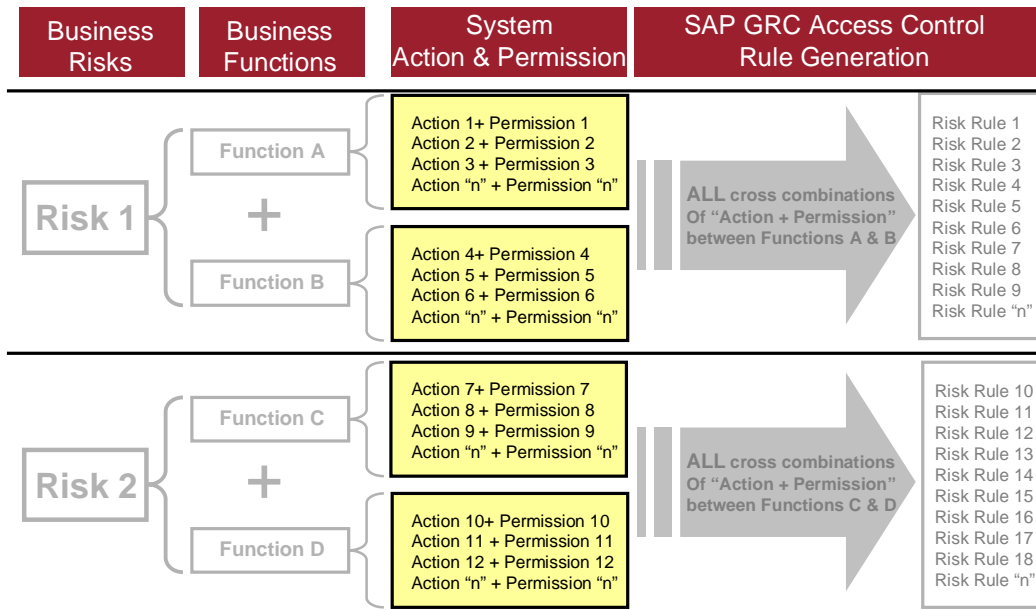 Business
Risks
Business
Functions
System
Action & Permission
SAP GRC Access Control
Rule Generation
Risk 1
Function A
+
Function B
Action 1+ Permission 1
Action 2 + Permission 2
Action 3 + Permission 3
Action “n” + Permission “n”
Action 4+ Permission 4
Action 5 + Permission 5
Action 6 + Permission 6
Action “n” + Permission “n”
ALL cross combinations
Of “Action + Permission”
between Functions A & B
Risk Rule 1
Risk Rule 2
Risk Rule 3
Risk Rule 4
Risk Rule 5
Risk Rule 6
Risk Rule 7
Risk Rule 8
Risk Rule 9
Risk Rule “n”
Risk 2
Function C
+
Function D
Action 7+ Permission 7
Action 8 + Permission 8
Action 9 + Permission 9
Action “n” + Permission “n”
Action 10+ Permission 10
Action 11 + Permission 11
Action 12 + Permission 12
Action “n” + Permission “n”
ALL cross combinations
Of “Action + Permission”
between Functions C & D
Risk Rule 10
Risk Rule 11
Risk Rule 12
Risk Rule 13
Risk Rule 14
Risk Rule 15
Risk Rule 16
Risk Rule 17
Risk Rule 18
Risk Rule “n”